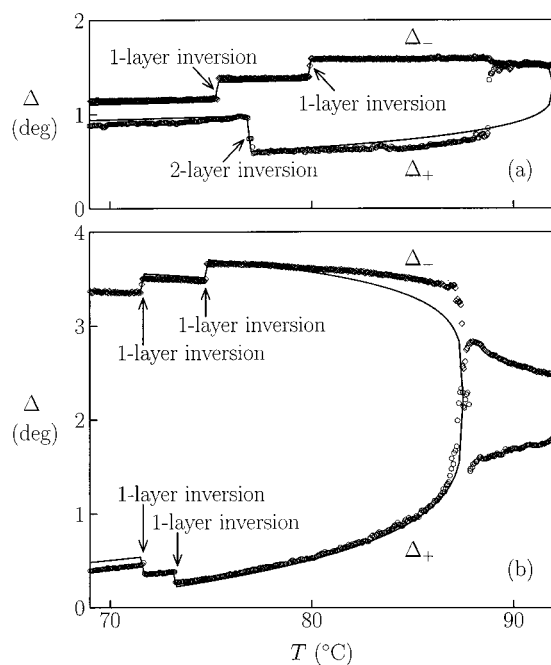 2
Δ₋
1-layer inversion
Δ
1
(deg)
1-layer inversion
2-layer inversion
Δ₊
(a)
0
4
Δ₋
3
1-layer inversion
1-layer inversion
Δ
2
(deg)
1-layer inversion
1
1-layer inversion
Δ₊
(b)
0
70
80
90
T (°C)